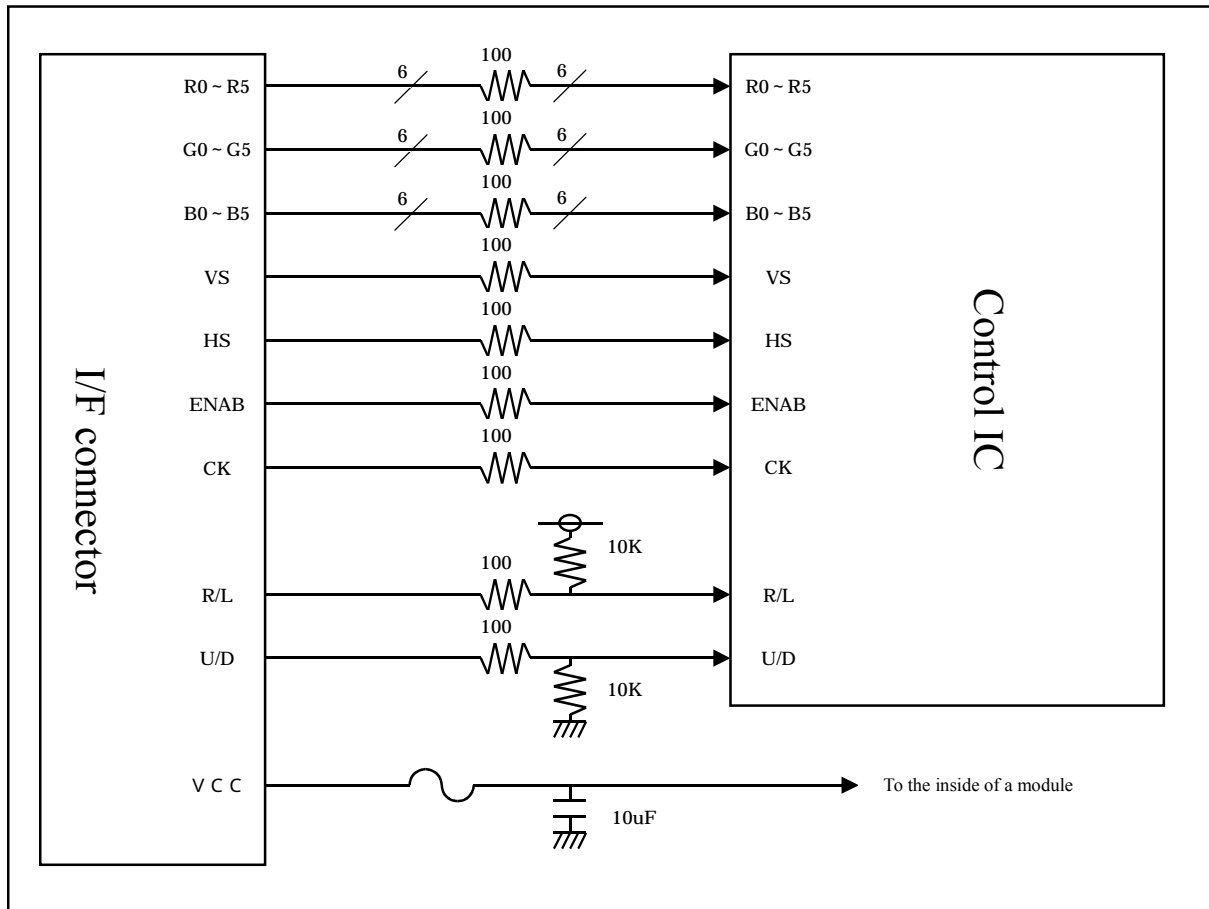 100
R0 ~ R5 6 6 R0 ~ R5
100
G0 ~ G5 6 6 G0 ~ G5
100
B0 ~ B5 6 6 B0 ~ B5
100
VS VS
100
HS HS
100
ENAB ENAB
100
CK CK
10K
100
R/L R/L
100
U/D U/D
10K
VCC To the inside of a module
10uF
I/F connector
Control IC